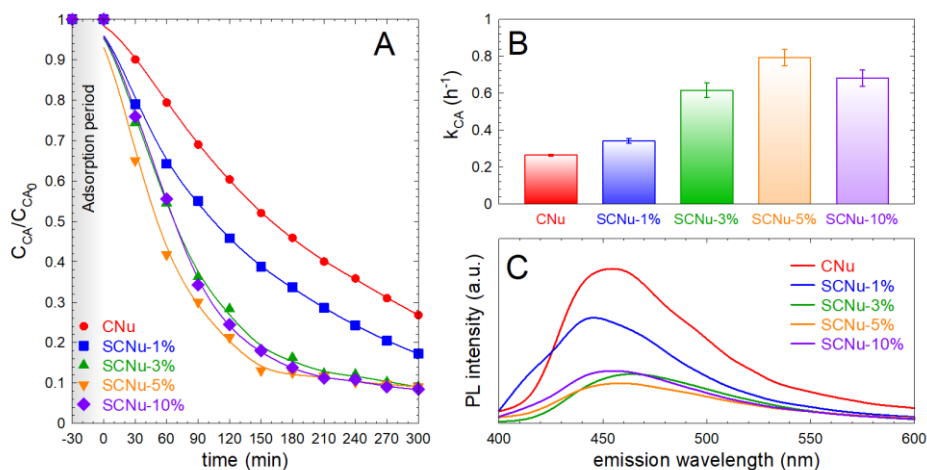 A
C_CA/C_CA0
1
0.9
0.8
0.7
0.6
0.5
0.4
0.3
0.2
0.1
0
Adsorption period
CNu
SCNu-1%
SCNu-3%
SCNu-5%
SCNu-10%
-30 0 30 60 90 120 150 180 210 240 270 300
time (min)
B
k_CA (h⁻¹)
1
0.8
0.6
0.4
0.2
0
CNu SCNu-1% SCNu-3% SCNu-5% SCNu-10%
C
PL intensity (a.u.)
CNu
SCNu-1%
SCNu-3%
SCNu-5%
SCNu-10%
400 450 500 550 600
emission wavelength (nm)